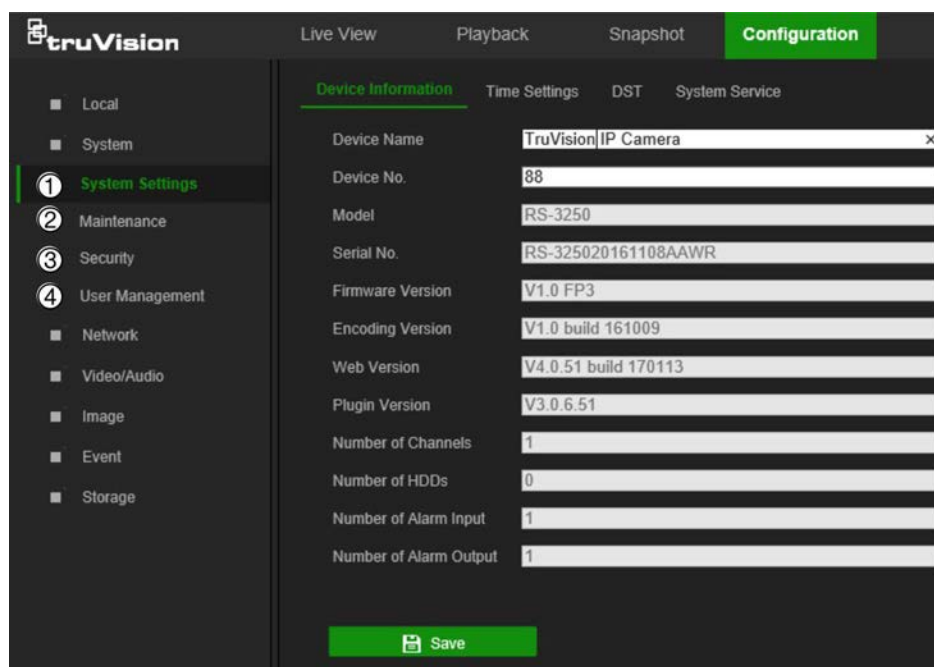 truVision
Live View Playback Snapshot Configuration
Local
System
① System Settings
② Maintenance
③ Security
④ User Management
Network
Video/Audio
Image
Event
Storage
Device Information Time Settings DST System Service
Device Name TruVision IP Camera ×
Device No. 88
Model RS-3250
Serial No. RS-325020161108AAWR
Firmware Version V1.0 FP3
Encoding Version V1.0 build 161009
Web Version V4.0.51 build 170113
Plugin Version V3.0.6.51
Number of Channels 1
Number of HDDs 0
Number of Alarm Input 1
Number of Alarm Output 1
Save